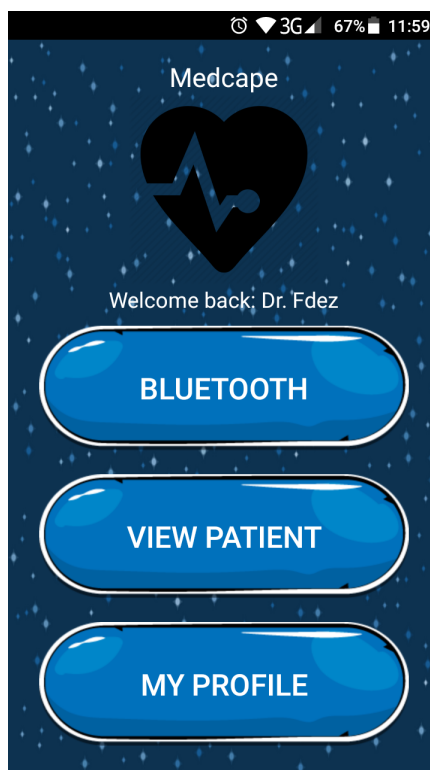 3G 67% 11:59
Medcape
Welcome back: Dr. Fdez
BLUETOOTH
VIEW PATIENT
MY PROFILE